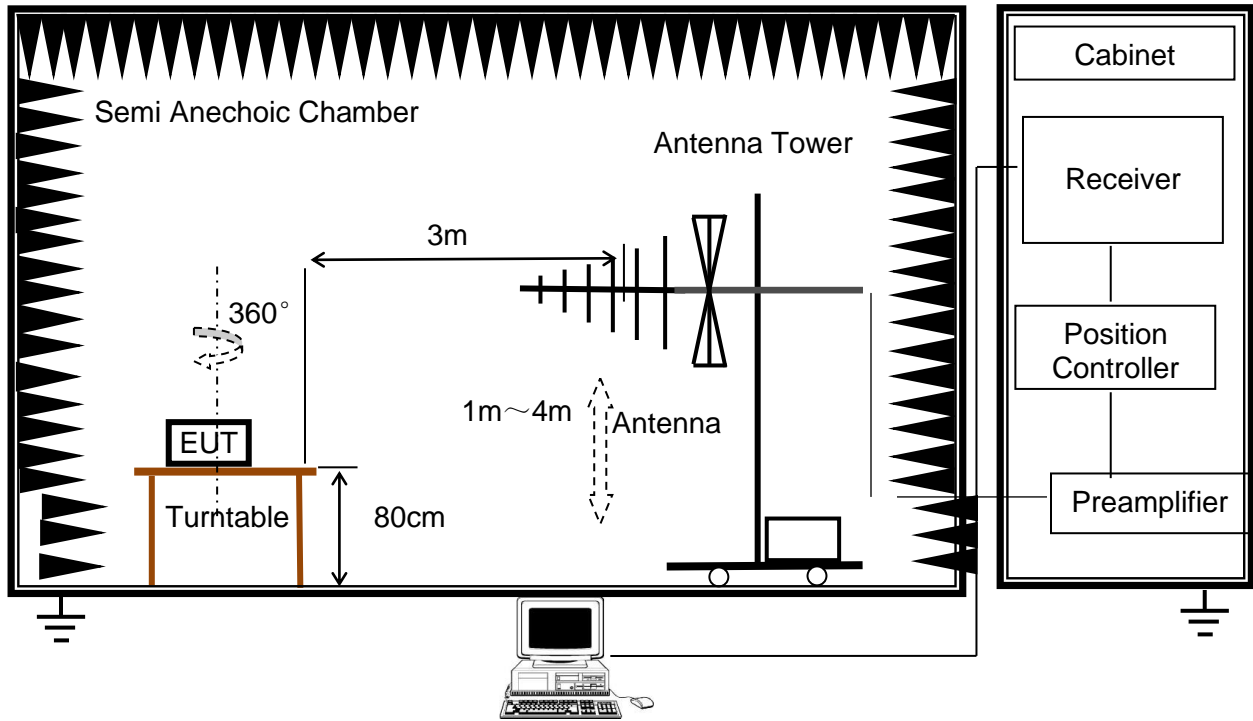 Semi Anechoic Chamber
Antenna Tower
3m
360°
1m～4m
Antenna
EUT
Turntable
80cm
Cabinet
Receiver
Position
Controller
Preamplifier